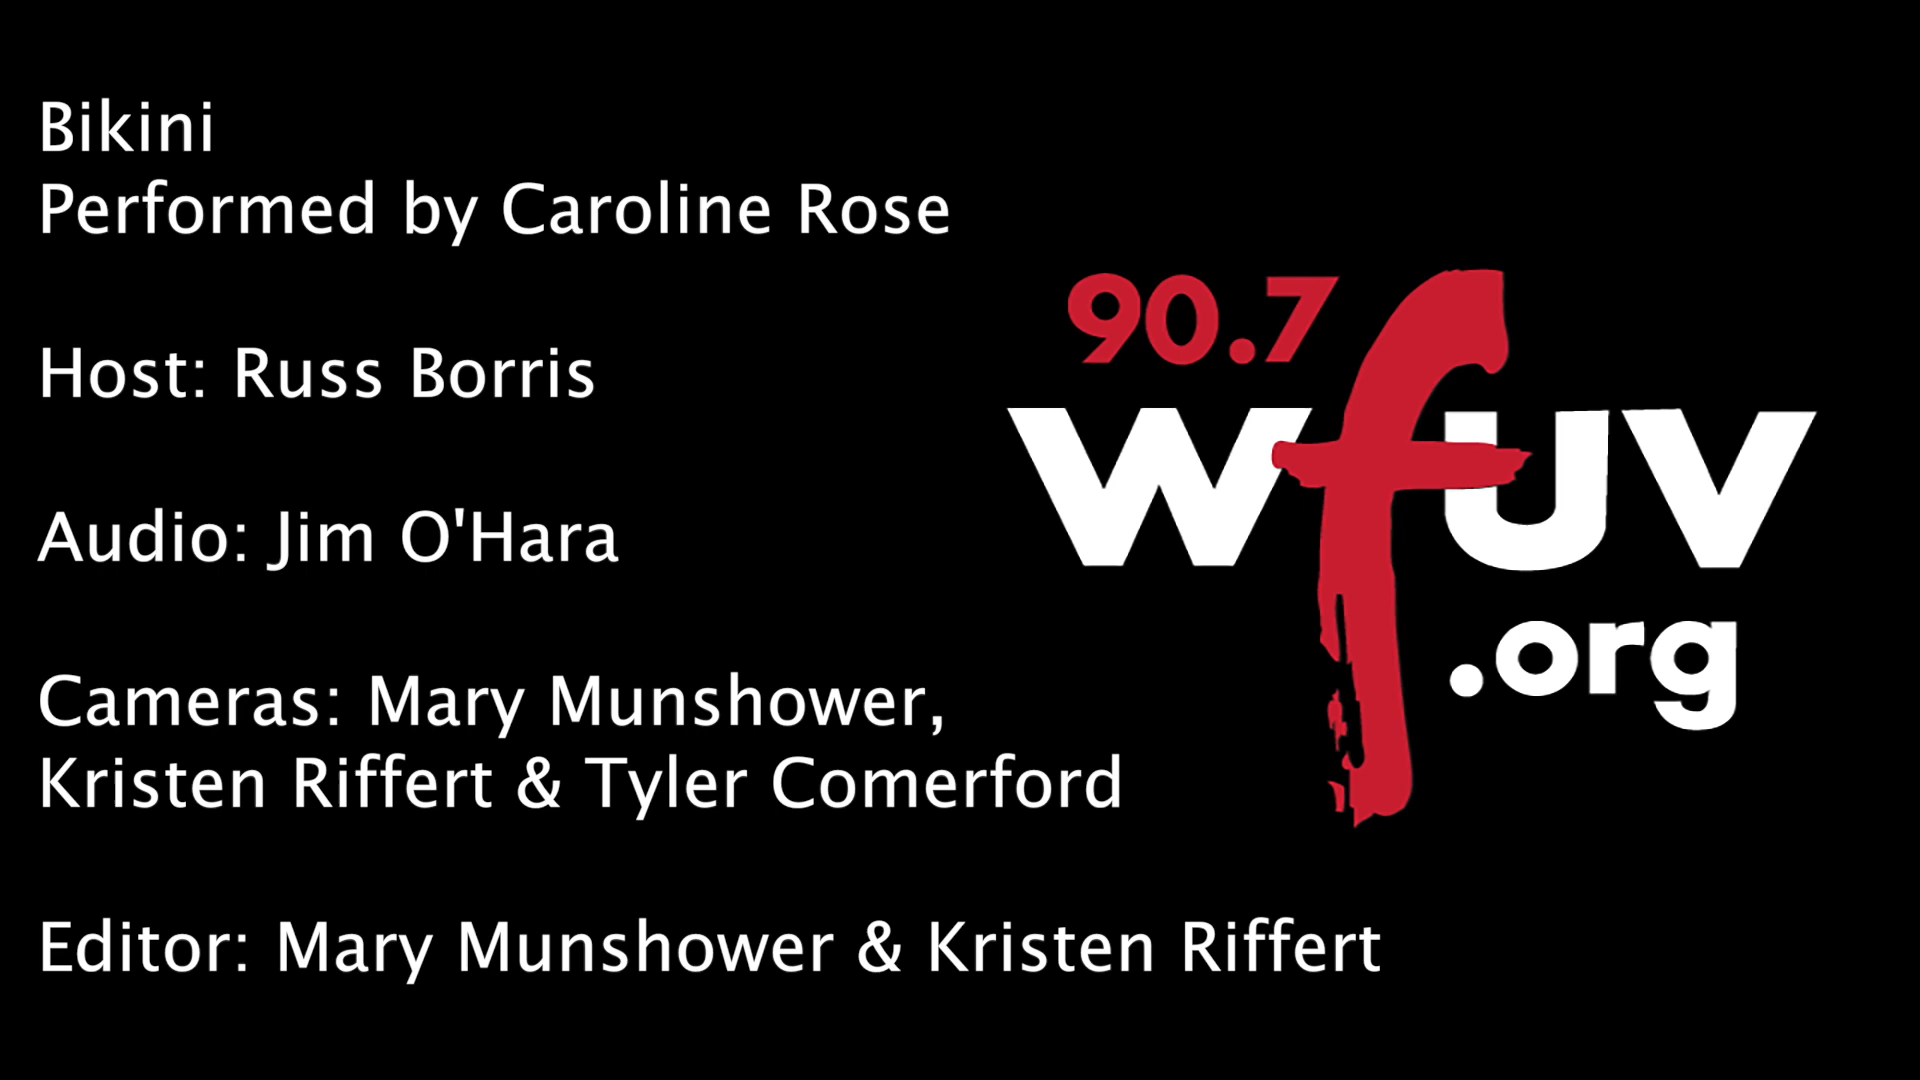 Bikini
Performed by Caroline Rose
Host: Russ Borris
Audio: Jim O'Hara
Cameras: Mary Munshower,
Kristen Riffert & Tyler Comerford
Editor: Mary Munshower & Kristen Riffert
90.7
wfuv
.org